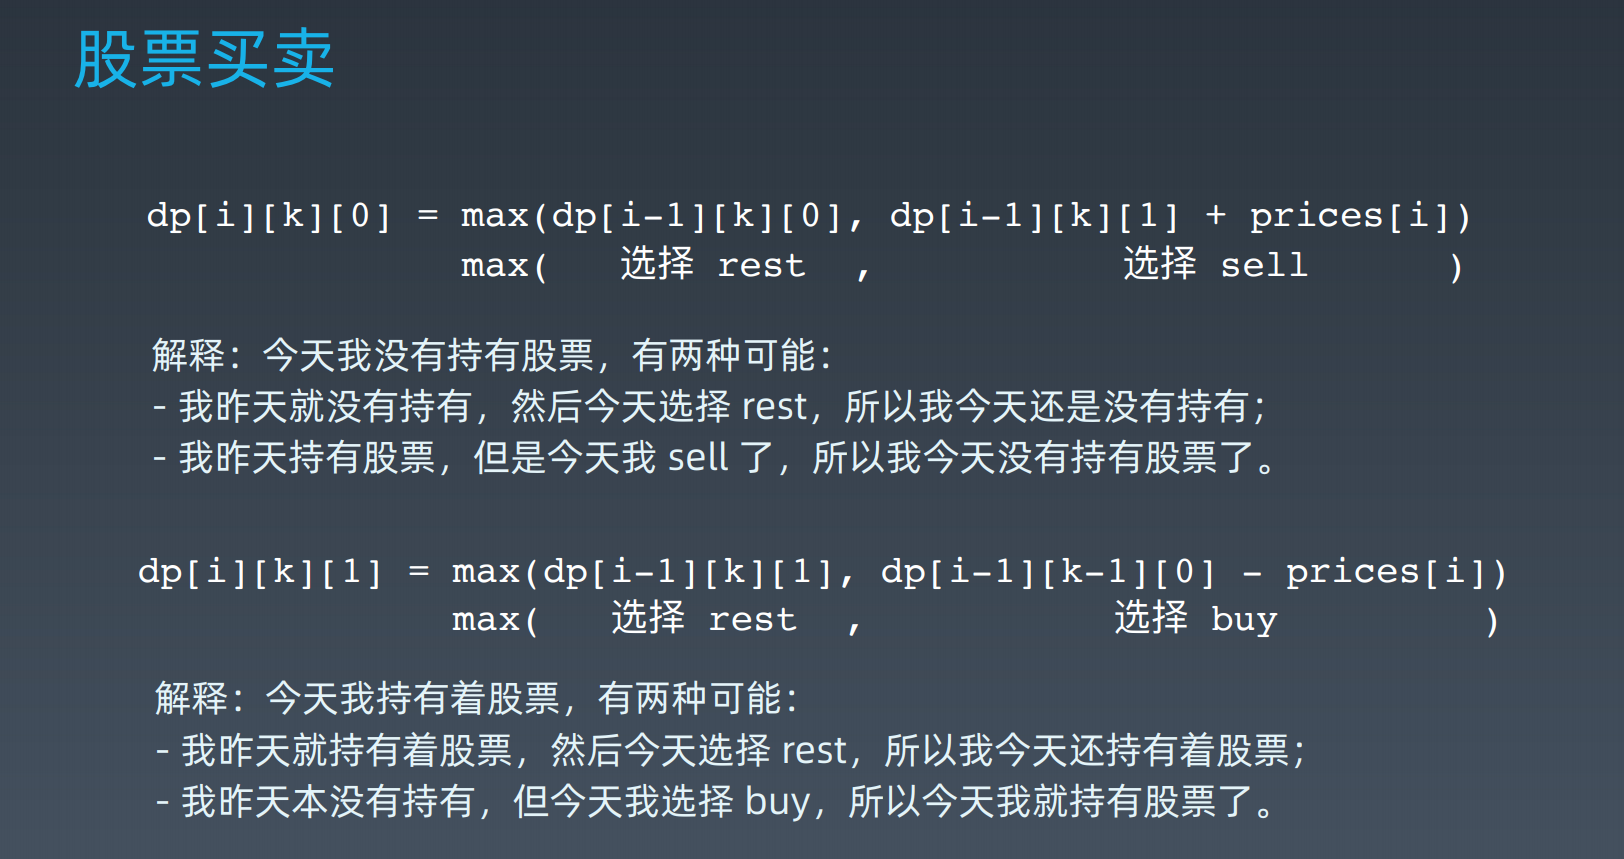 股票买卖
dp[i][k][0] = max(dp[i-1][k][0], dp[i-1][k][1] + prices[i])
max( 选择 rest , 选择 sell )
解释：今天我没有持有股票，有两种可能：
- 我昨天就没有持有，然后今天选择 rest，所以我今天还是没有持有；
- 我昨天持有股票，但是今天我 sell 了，所以我今天没有持有股票了。
dp[i][k][1] = max(dp[i-1][k][1], dp[i-1][k-1][0] - prices[i])
max( 选择 rest , 选择 buy )
解释：今天我持有着股票，有两种可能：
- 我昨天就持有着股票，然后今天选择 rest，所以我今天还持有着股票；
- 我昨天本没有持有，但今天我选择 buy，所以今天我就持有股票了。